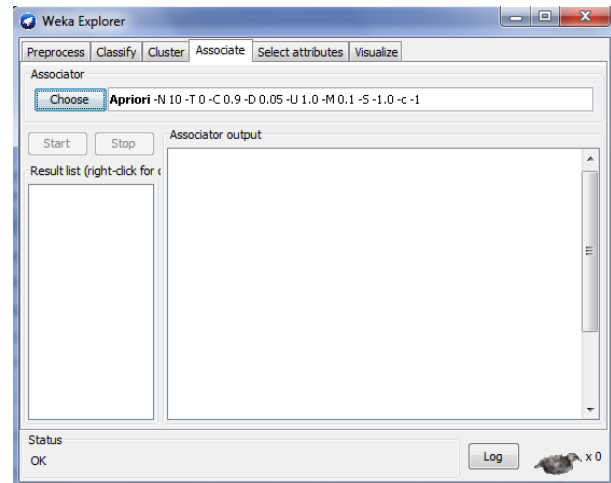 Weka Explorer
Preprocess Classify Cluster Associate Select attributes Visualize
Associator
Choose Apriori -N 10 -T 0 -C 0.9 -D 0.05 -U 1.0 -M 0.1 -S -1.0 -c -1
Start Stop Associator output
Result list (right-click for o
Status
OK
Log x 0